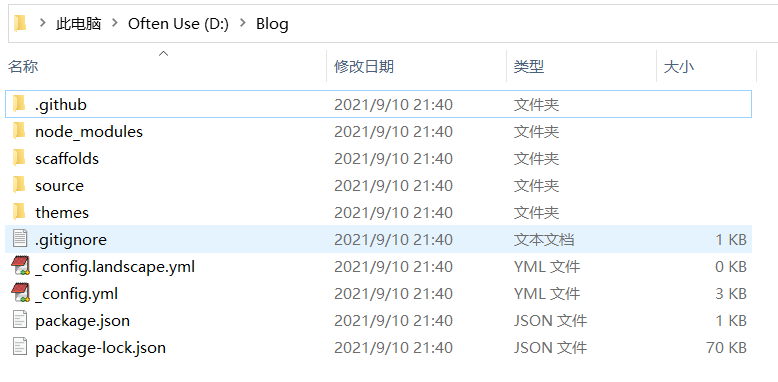 此电脑 > Often Use (D:) > Blog
名称 修改日期 类型 大小
.github 2021/9/10 21:40 文件夹
node_modules 2021/9/10 21:40 文件夹
scaffolds 2021/9/10 21:40 文件夹
source 2021/9/10 21:40 文件夹
themes 2021/9/10 21:40 文件夹
.gitignore 2021/9/10 21:40 文本文档 1 KB
_config.landscape.yml 2021/9/10 21:40 YML 文件 0 KB
_config.yml 2021/9/10 21:40 YML 文件 3 KB
package.json 2021/9/10 21:40 JSON 文件 1 KB
package-lock.json 2021/9/10 21:40 JSON 文件 70 KB